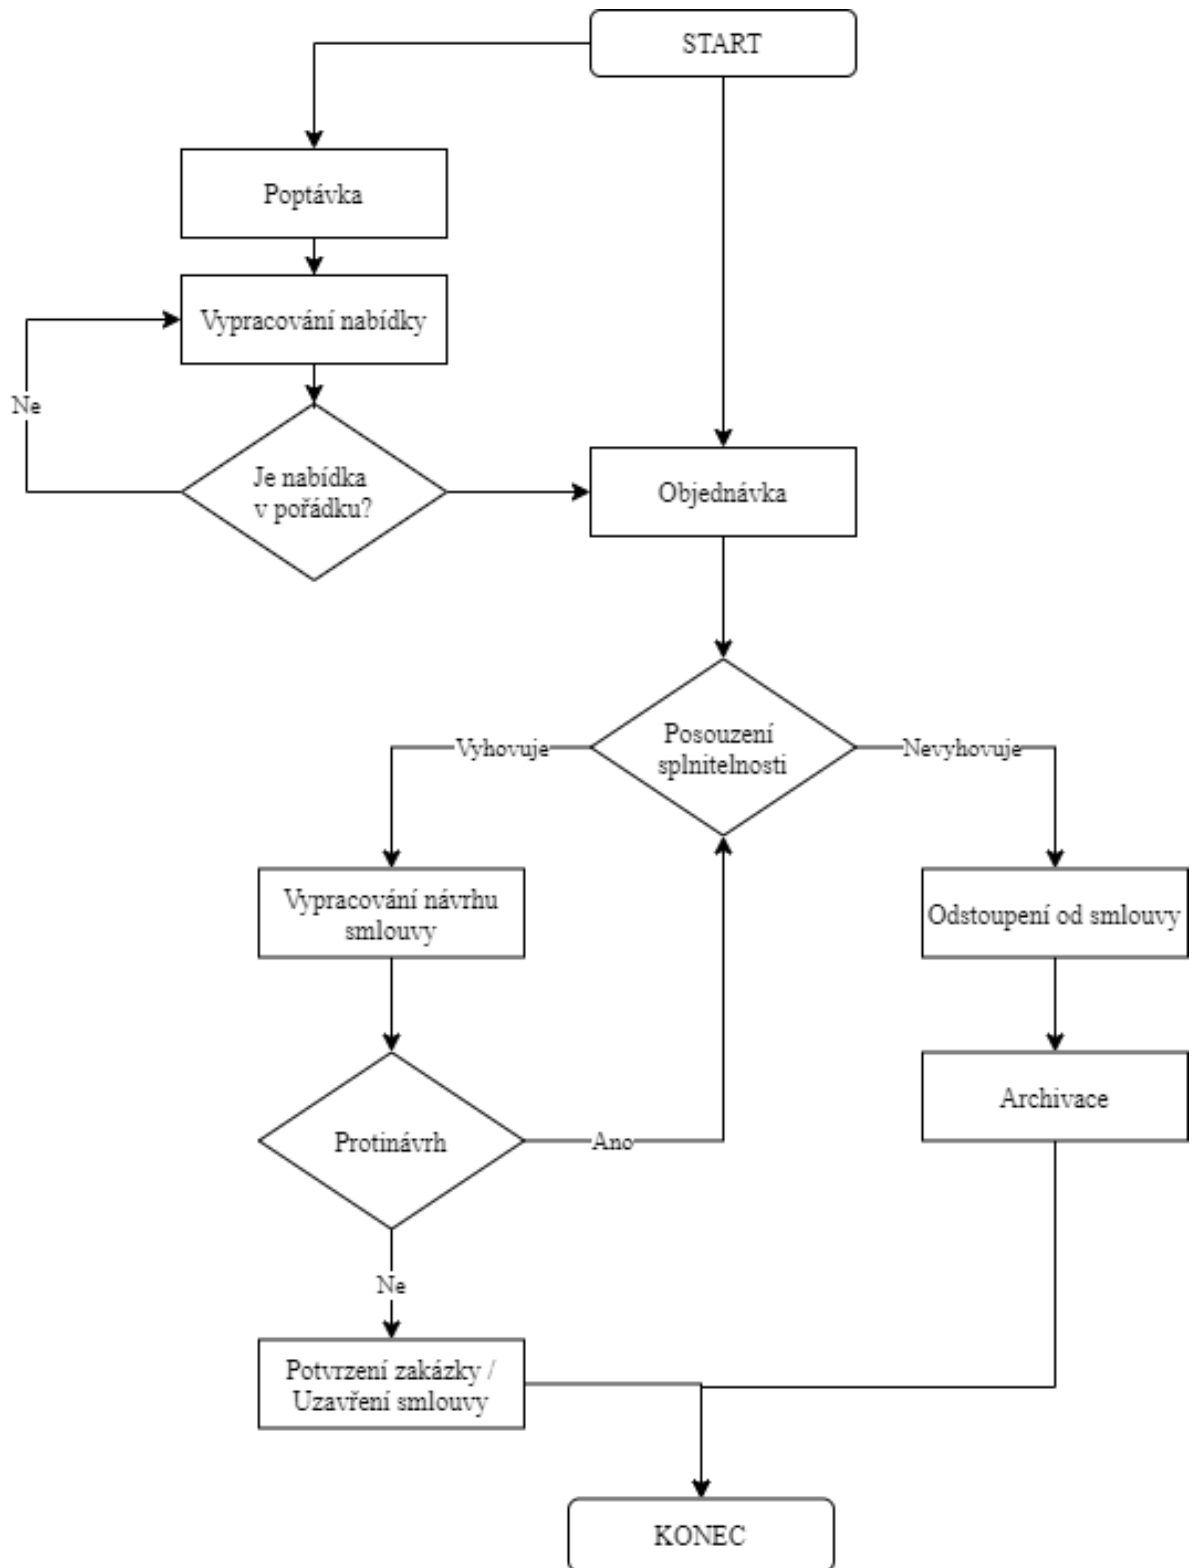 START
Poptávka
Vypracování nabídky
Ne
Je nabídka
v pořádku?
Objednávka
Posouzení
splnitelnosti
Vyhovuje
Nevyhovuje
Vypracování návrhu
smlouvy
Odstoupení od smlouvy
Archivace
Protinávrh
Ano
Ne
Potvrzení zakázky /
Uzavření smlouvy
KONEC